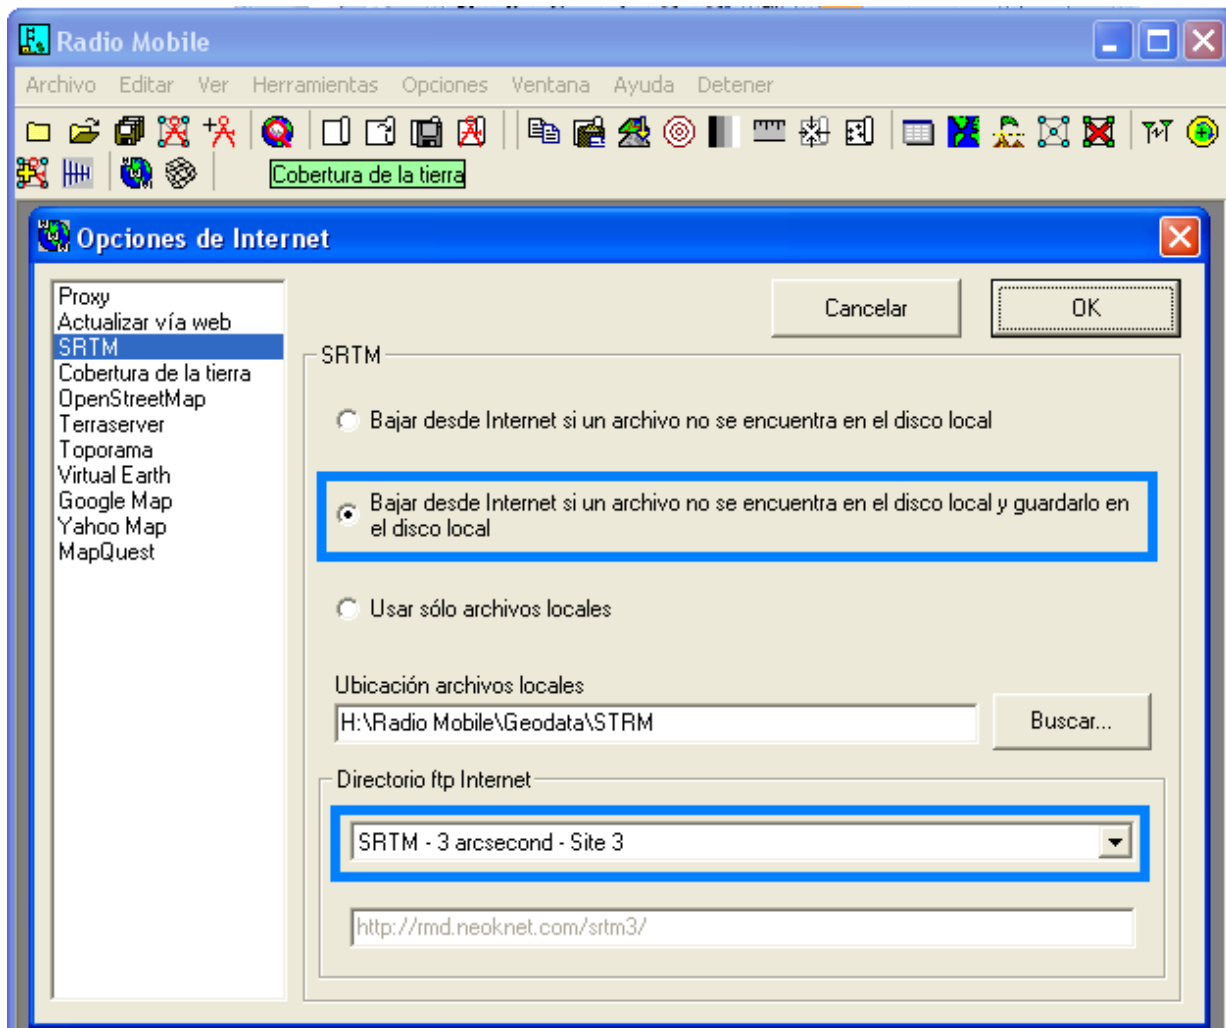 Radio Mobile
Archivo Editar Ver Herramientas Opciones Ventana Ayuda Detener
Cobertura de la tierra
Opciones de Internet
Proxy
Actualizar vía web
SRTM
Cobertura de la tierra
OpenStreetMap
Terraserver
Toporama
Virtual Earth
Google Map
Yahoo Map
MapQuest
Cancelar
OK
SRTM
Bajar desde Internet si un archivo no se encuentra en el disco local
Bajar desde Internet si un archivo no se encuentra en el disco local y guardarlo en
el disco local
Usar sólo archivos locales
Ubicación archivos locales
H:\Radio Mobile\Geodata\STRM
Buscar...
Directorio ftp Internet
SRTM - 3 arcsecond - Site 3
http://rmd.neoknet.com/srtm3/